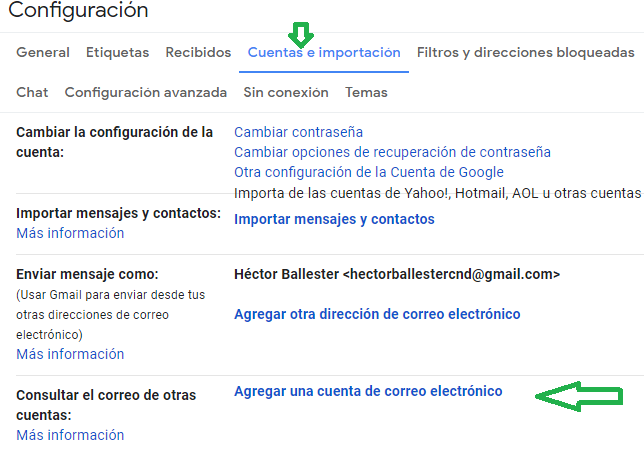 Configuración
General Etiquetas Recibidos Cuentas e importación Filtros y direcciones bloqueadas
Chat Configuración avanzada Sin conexión Temas
Cambiar la configuración de la cuenta:
Cambiar contraseña
Cambiar opciones de recuperación de contraseña
Otra configuración de la Cuenta de Google
Importa de las cuentas de Yahoo!, Hotmail, AOL u otras cuentas
Importar mensajes y contactos:
Más información
Importar mensajes y contactos
Enviar mensaje como:
(Usar Gmail para enviar desde tus
otras direcciones de correo
electrónico)
Más información
Héctor Ballester <hectorballestercnd@gmail.com>
Agregar otra dirección de correo electrónico
Consultar el correo de otras
cuentas:
Más información
Agregar una cuenta de correo electrónico